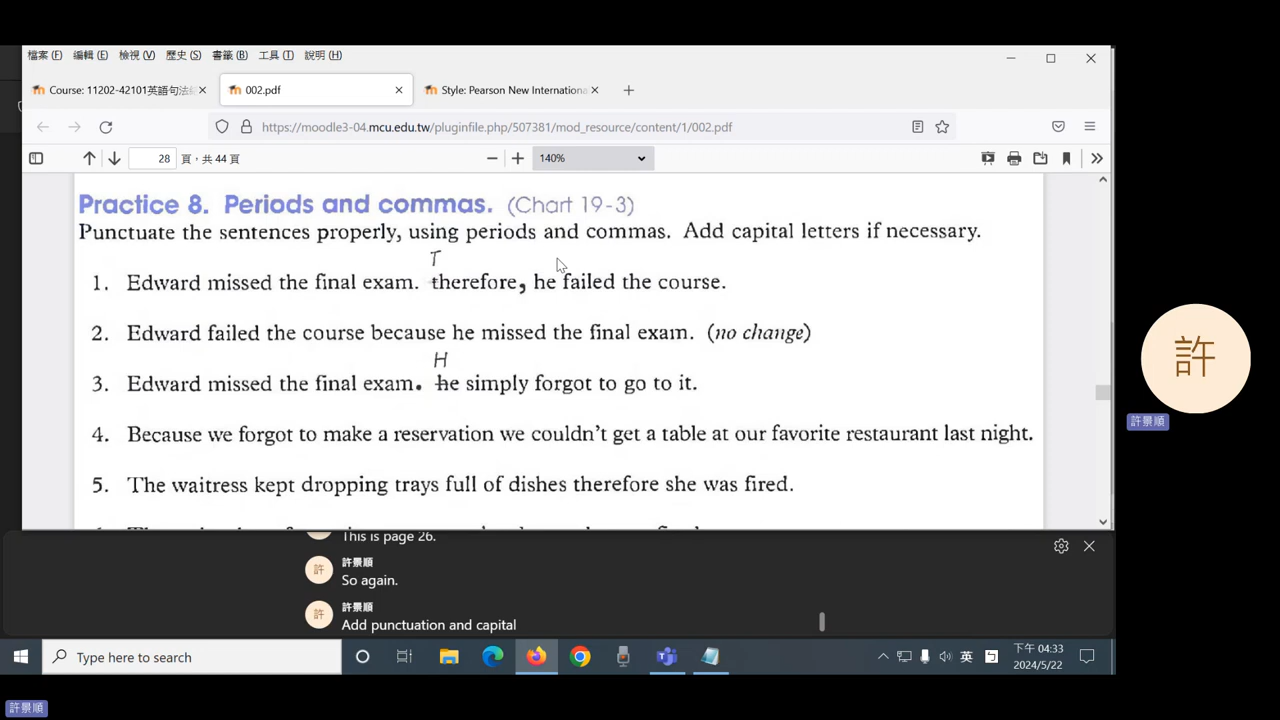 檔案 (F) 編輯 (E) 檢視 (V) 歷史 (S) 書籤 (B) 工具 (T) 說明 (H)
Course: 11202-42101英語句法
002.pdf
Style: Pearson New Internationa
https://moodle3-04.mcu.edu.tw/pluginfile.php/507381/mod_resource/content/1/002.pdf
28 頁，共 44 頁
140%
Practice 8. Periods and commas. (Chart 19-3)
Punctuate the sentences properly, using periods and commas. Add capital letters if necessary.
T
1. Edward missed the final exam. therefore, he failed the course.
2. Edward failed the course because he missed the final exam. (no change)
H
3. Edward missed the final exam. he simply forgot to go to it.
4. Because we forgot to make a reservation we couldn't get a table at our favorite restaurant last night.
5. The waitress kept dropping trays full of dishes therefore she was fired.
許
許景順
This is page 26.
許景順
許
So again.
許景順
許
Add punctuation and capital
Type here to search
英
下午 04:33
2024/5/22
許景順